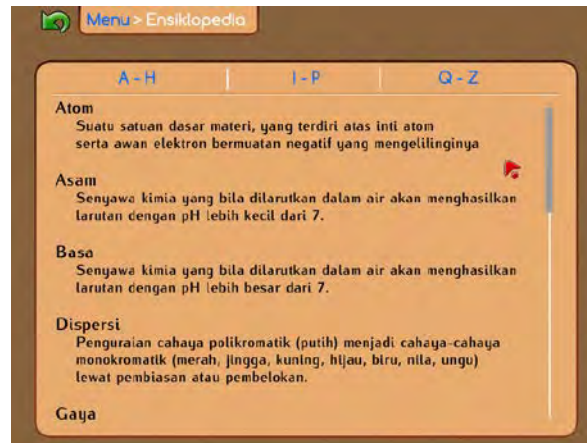 Menu > Ensiklopedia
A - H I - P Q - Z
Atom
Suatu satuan dasar materi, yang terdiri atas inti atom
serta awan elektron bermuatan negatif yang mengelilinginya
Asam
Senyawa kimia yang bila dilarutkan dalam air akan menghasilkan
larutan dengan pH lebih kecil dari 7.
Basa
Senyawa kimia yang bila dilarutkan dalam air akan menghasilkan
larutan dengan pH lebih besar dari 7.
Dispersi
Penguraian cahaya polikromatik (putih) menjadi cahaya-cahaya
monokromatik (merah, jingga, kuning, hijau, biru, nila, ungu)
lewat pembiasan atau pembelokan.
Gaya